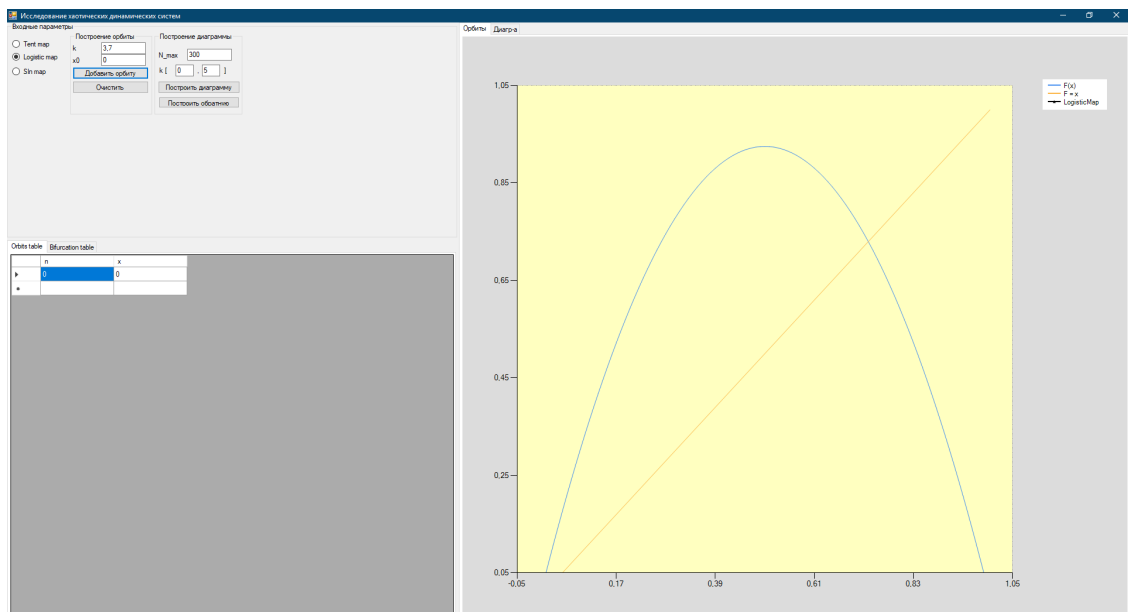 Исследование хаотических динамических систем
Входные параметры
Tent map
Logistic map
SIn map
Построение орбиты
k 3,7
x0 0
Добавить орбиту
Очистить
Построение диаграммы
N_max 300
k [ 0 , 5 ]
Построить диаграмму
Построить обратную
Orbits table Bifurcation table
n x
0 0
Орбиты Диагр-а
1,05
0,85
0,65
0,45
0,25
0,05
-0,05 0,17 0,39 0,61 0,83 1,05
F(x)
F = x
LogisticMap